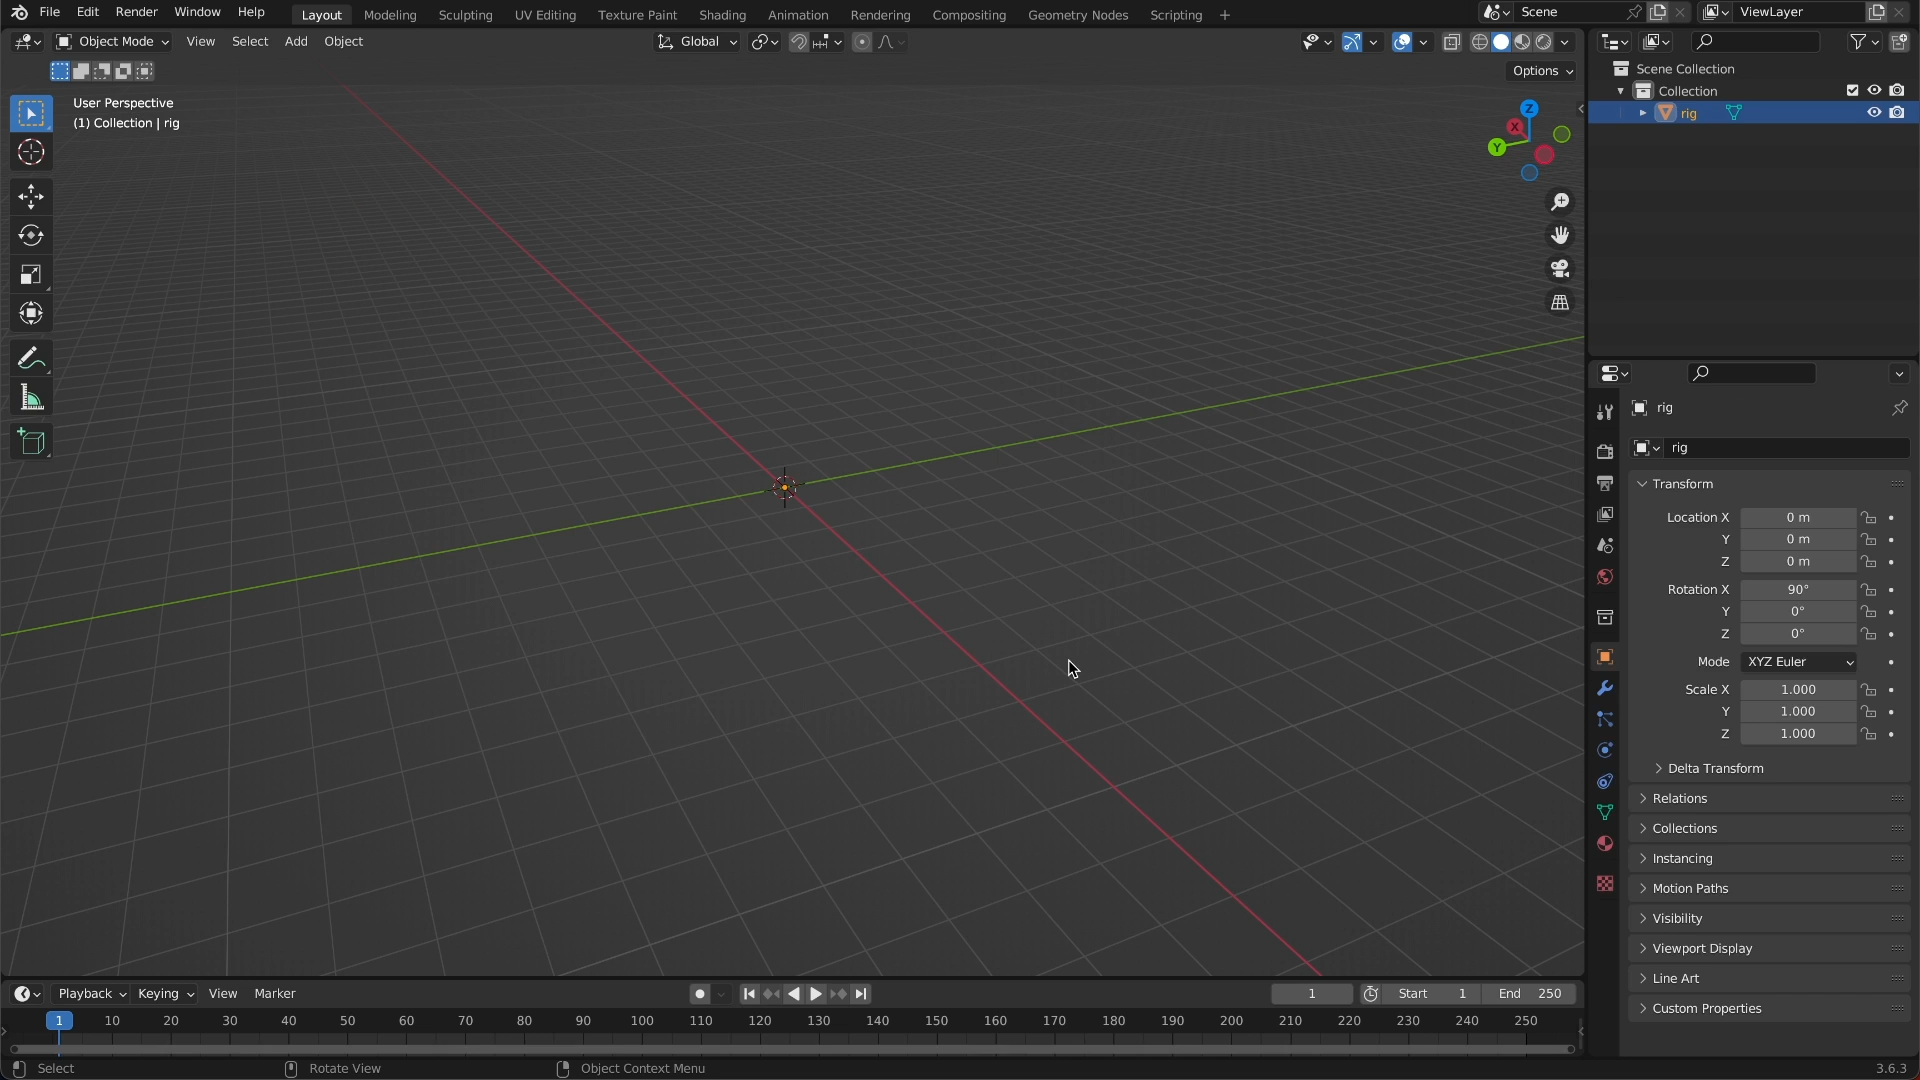 File Edit Render Window Help Layout Modeling Sculpting UV Editing Texture Paint Shading Animation Rendering Compositing Geometry Nodes Scripting + Scene ViewLayer
Object Mode View Select Add Object Global
Options
User Perspective
(1) Collection | rig
Z
X
Y
Scene Collection
Collection
rig
rig
rig
Transform
Location X 0 m
Y 0 m
Z 0 m
Rotation X 90°
Y 0°
Z 0°
Mode XYZ Euler
Scale X 1.000
Y 1.000
Z 1.000
Delta Transform
Relations
Collections
Instancing
Motion Paths
Visibility
Viewport Display
Line Art
Custom Properties
Playback Keying View Marker 1 Start 1 End 250
1 10 20 30 40 50 60 70 80 90 100 110 120 130 140 150 160 170 180 190 200 210 220 230 240 250
Select Rotate View Object Context Menu 3.6.3